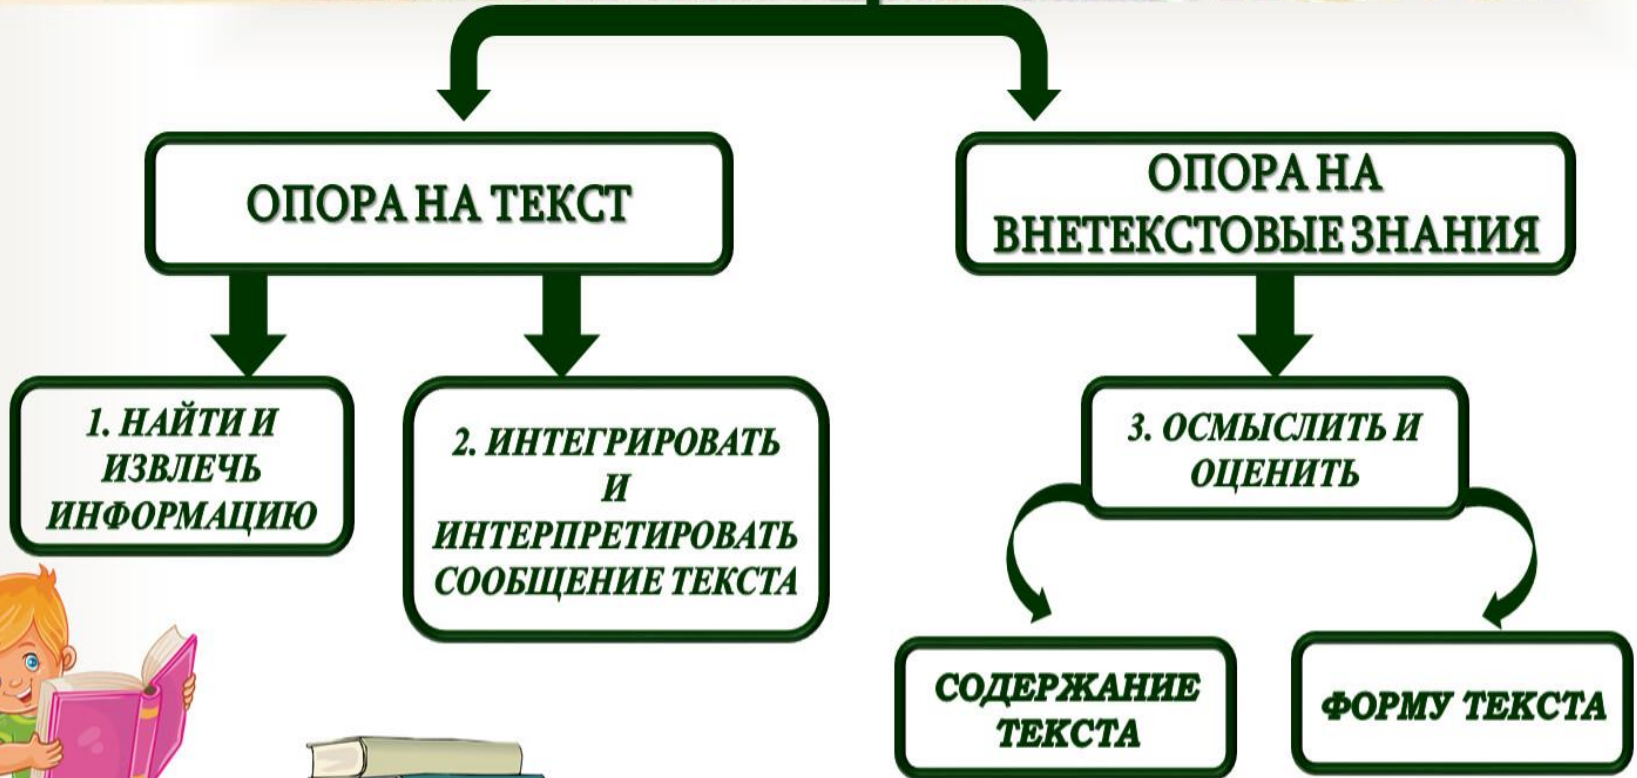 ОПОРА НА ТЕКСТ
ОПОРА НА
ВНЕТЕКСТОВЫЕ ЗНАНИЯ
1. НАЙТИ И
ИЗВЛЕЧЬ
ИНФОРМАЦИЮ
2. ИНТЕГРИРОВАТЬ
И
ИНТЕРПРЕТИРОВАТЬ
СООБЩЕНИЕ ТЕКСТА
3. ОСМЫСЛИТЬ И
ОЦЕНИТЬ
СОДЕРЖАНИЕ
ТЕКСТА
ФОРМУ ТЕКСТА